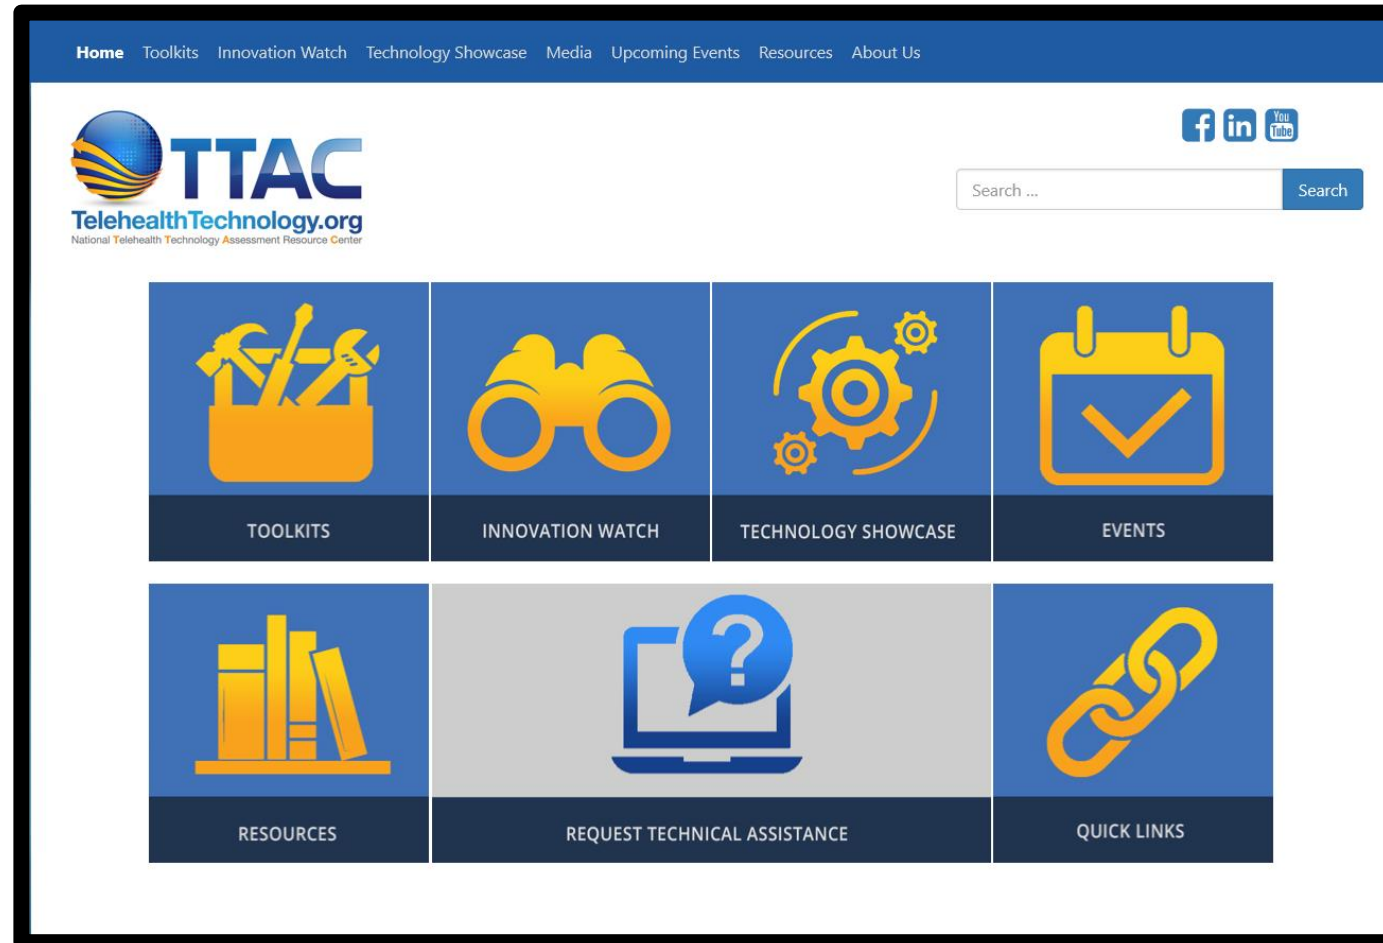 Home Toolkits Innovation Watch Technology Showcase Media Upcoming Events Resources About Us
TTAC
TelehealthTechnology.org
National Telehealth Technology Assessment Resource Center
f in You Tube
Search ... Search
TOOLKITS INNOVATION WATCH TECHNOLOGY SHOWCASE EVENTS
?
RESOURCES REQUEST TECHNICAL ASSISTANCE QUICK LINKS